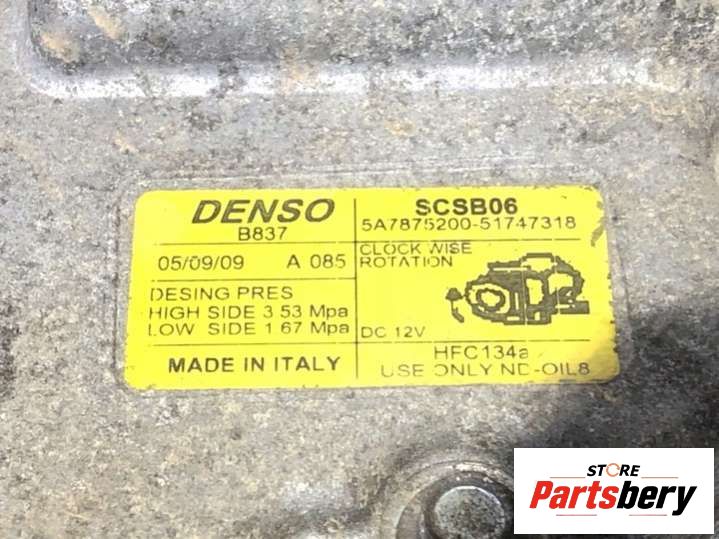 DENSO
B837
05/09/09 A 085
DESING PRES
HIGH SIDE 3 53 Mpa
LOW SIDE 1 67 Mpa
MADE IN ITALY
SCSB06
5A7875200-51747318
CLOCK WISE
ROTATION
DC 12V
HFC134a
USE ONLY ND-OIL8
STORE
Partsbery